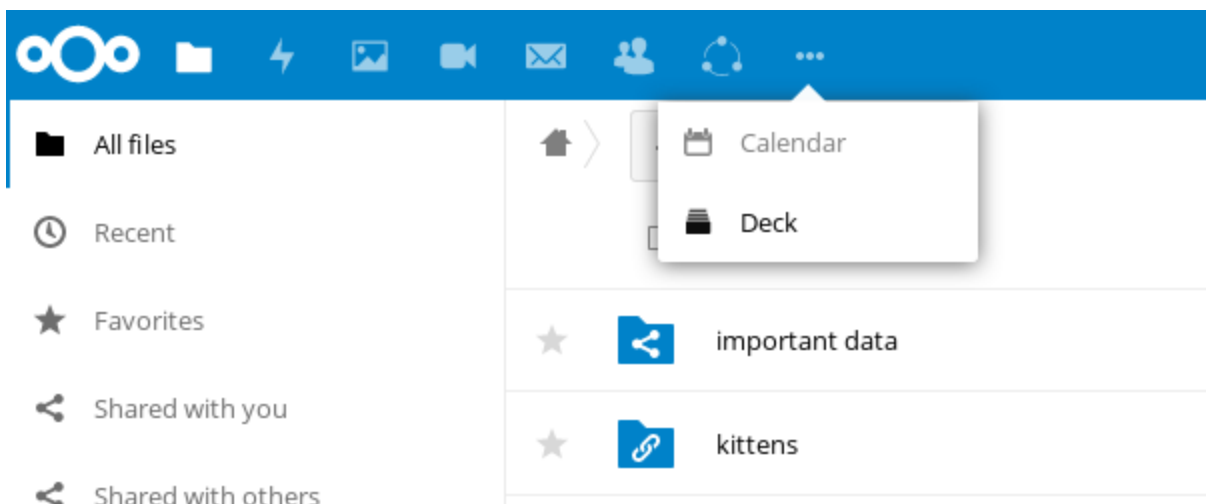 All files
Recent
Favorites
Shared with you
Shared with others
Calendar
Deck
important data
kittens